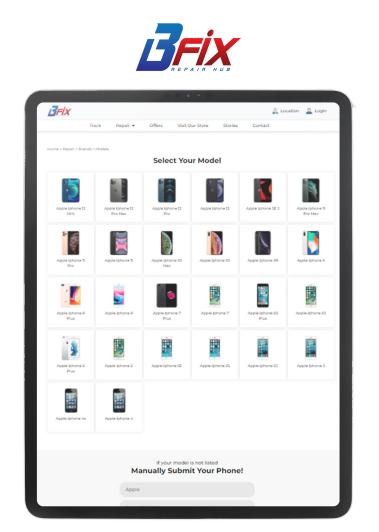 BFIX
REPAIR HUB
BFIX
Location
Login
Track
Repair
Offers
Visit Our Store
Stories
Contact
Home > Repair > Brands > Models
Select Your Model
Apple Iphone 12
Mini
Apple Iphone 12
Pro Max
Apple Iphone 12
Pro
Apple Iphone 12
Apple Iphone SE 2
Apple Iphone 11
Pro Max
Apple Iphone 11
Pro
Apple Iphone 11
Apple Iphone XS
Max
Apple Iphone XS
Apple Iphone XR
Apple Iphone X
Apple Iphone 8
Plus
Apple Iphone 8
Apple Iphone 7
Plus
Apple Iphone 7
Apple Iphone 6S
Plus
Apple Iphone 6S
Apple Iphone 6
Plus
Apple Iphone 6
Apple Iphone SE
Apple Iphone 5S
Apple Iphone 5C
Apple Iphone 5
Apple Iphone 4s
Apple Iphone 4
If your model is not listed
Manually Submit Your Phone!
Apple